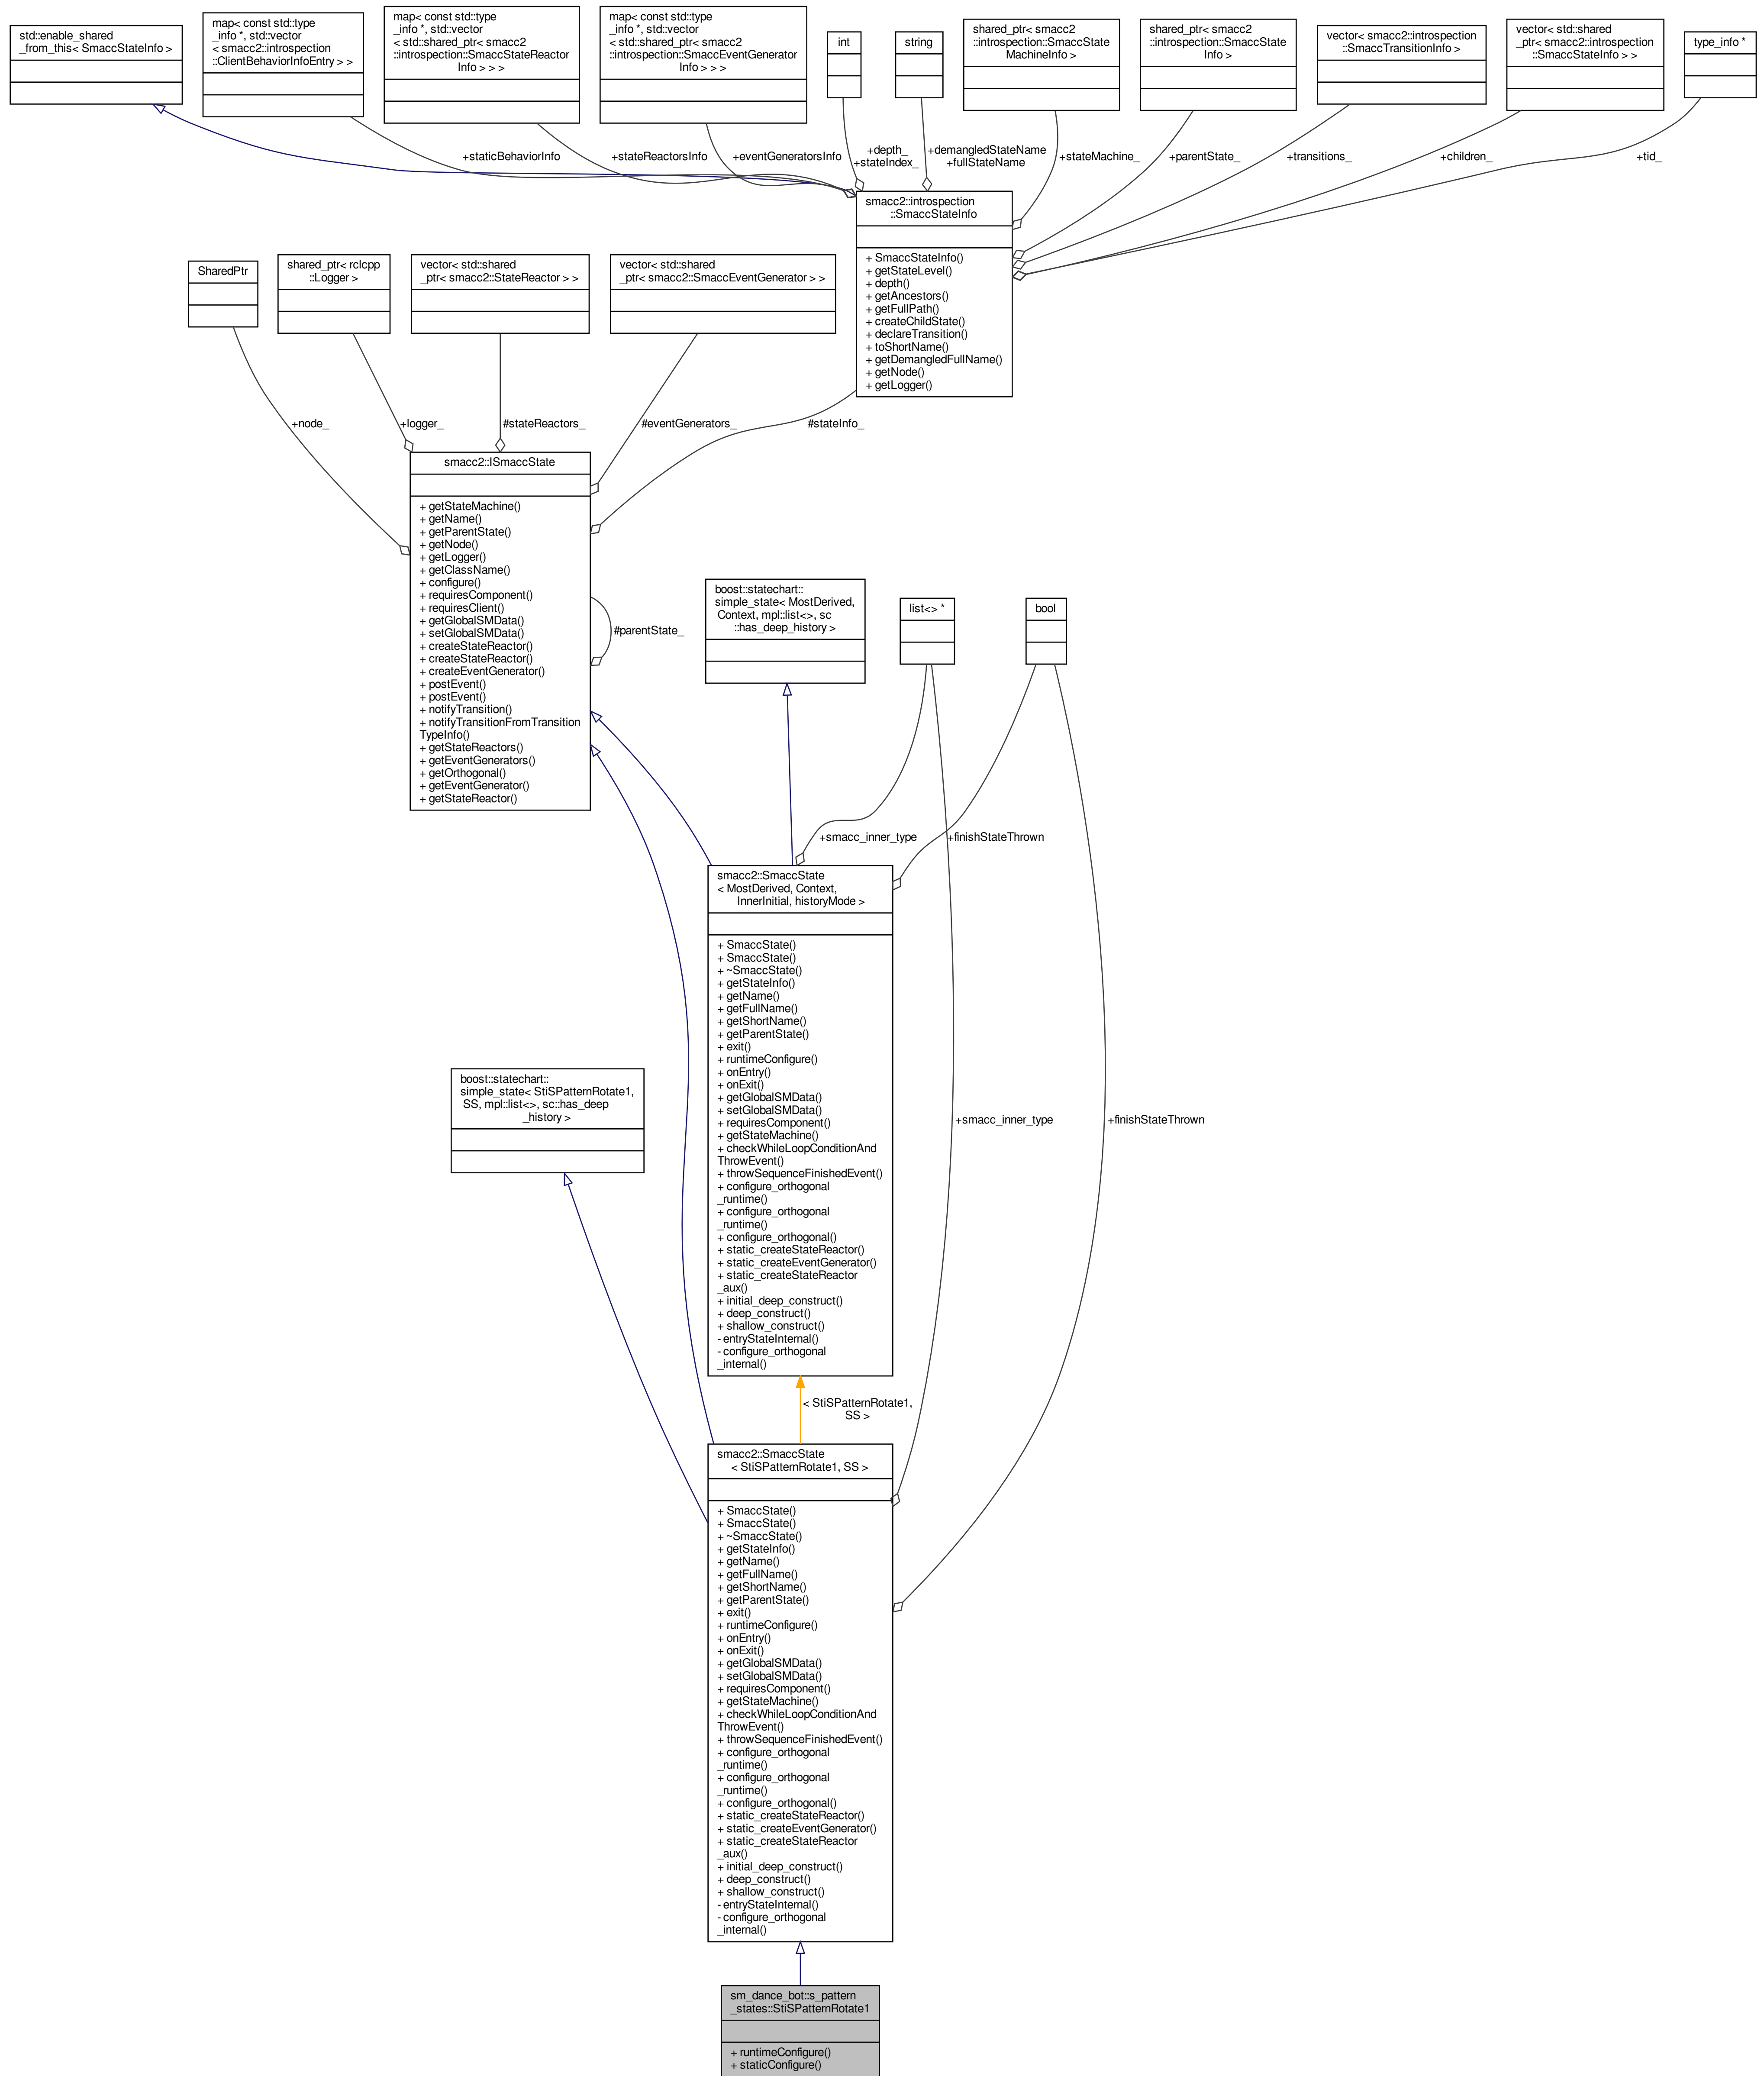 std::enable_shared
_from_this< SmaccStateInfo >
map< const std::type
_info *, std::vector
< smacc2::introspection
::ClientBehaviorInfoEntry > >
map< const std::type
_info *, std::vector
< std::shared_ptr< smacc2
::introspection::SmaccStateReactor
Info > > >
map< const std::type
_info *, std::vector
< std::shared_ptr< smacc2
::introspection::SmaccEventGenerator
Info > > >
int
string
shared_ptr< smacc2
::introspection::SmaccState
MachineInfo >
shared_ptr< smacc2
::introspection::SmaccState
Info >
vector< smacc2::introspection
::SmaccTransitionInfo >
vector< std::shared
_ptr< smacc2::introspection
::SmaccStateInfo > >
type_info *
+staticBehaviorInfo
+stateReactorsInfo
+eventGeneratorsInfo
+depth_
+stateIndex_
+demangledStateName
+fullStateName
+stateMachine_
+parentState_
+transitions_
+children_
+tid_
smacc2::introspection
::SmaccStateInfo
+ SmaccStateInfo()
+ getStateLevel()
+ depth()
+ getAncestors()
+ getFullPath()
+ createChildState()
+ declareTransition()
+ toShortName()
+ getDemangledFullName()
+ getNode()
+ getLogger()
SharedPtr
shared_ptr< rclcpp
::Logger >
vector< std::shared
_ptr< smacc2::StateReactor > >
vector< std::shared
_ptr< smacc2::SmaccEventGenerator > >
+node_
+logger_
#stateReactors_
#eventGenerators_
#stateInfo_
smacc2::ISmaccState
+ getStateMachine()
+ getName()
+ getParentState()
+ getNode()
+ getLogger()
+ getClassName()
+ configure()
+ requiresComponent()
+ requiresClient()
+ getGlobalSMData()
+ setGlobalSMData()
+ createStateReactor()
+ createStateReactor()
+ createEventGenerator()
+ postEvent()
+ postEvent()
+ notifyTransition()
+ notifyTransitionFromTransition
TypeInfo()
+ getStateReactors()
+ getEventGenerators()
+ getOrthogonal()
+ getEventGenerator()
+ getStateReactor()
#parentState_
boost::statechart::
simple_state< MostDerived,
Context, mpl::list<>, sc
::has_deep_history >
list<> *
bool
+smacc_inner_type
+finishStateThrown
smacc2::SmaccState
< MostDerived, Context,
InnerInitial, historyMode >
+ SmaccState()
+ SmaccState()
+ ~SmaccState()
+ getStateInfo()
+ getName()
+ getFullName()
+ getShortName()
+ getParentState()
+ exit()
+ runtimeConfigure()
+ onEntry()
+ onExit()
+ getGlobalSMData()
+ setGlobalSMData()
+ requiresComponent()
+ getStateMachine()
+ checkWhileLoopConditionAnd
ThrowEvent()
+ throwSequenceFinishedEvent()
+ configure_orthogonal
_runtime()
+ configure_orthogonal
_runtime()
+ configure_orthogonal()
+ static_createStateReactor()
+ static_createEventGenerator()
+ static_createStateReactor
_aux()
+ initial_deep_construct()
+ deep_construct()
+ shallow_construct()
- entryStateInternal()
- configure_orthogonal
_internal()
boost::statechart::
simple_state< StiSPatternRotate1,
SS, mpl::list<>, sc::has_deep
_history >
+smacc_inner_type
+finishStateThrown
< StiSPatternRotate1,
SS >
smacc2::SmaccState
< StiSPatternRotate1, SS >
+ SmaccState()
+ SmaccState()
+ ~SmaccState()
+ getStateInfo()
+ getName()
+ getFullName()
+ getShortName()
+ getParentState()
+ exit()
+ runtimeConfigure()
+ onEntry()
+ onExit()
+ getGlobalSMData()
+ setGlobalSMData()
+ requiresComponent()
+ getStateMachine()
+ checkWhileLoopConditionAnd
ThrowEvent()
+ throwSequenceFinishedEvent()
+ configure_orthogonal
_runtime()
+ configure_orthogonal
_runtime()
+ configure_orthogonal()
+ static_createStateReactor()
+ static_createEventGenerator()
+ static_createStateReactor
_aux()
+ initial_deep_construct()
+ deep_construct()
+ shallow_construct()
- entryStateInternal()
- configure_orthogonal
_internal()
sm_dance_bot::s_pattern
_states::StiSPatternRotate1
+ runtimeConfigure()
+ staticConfigure()